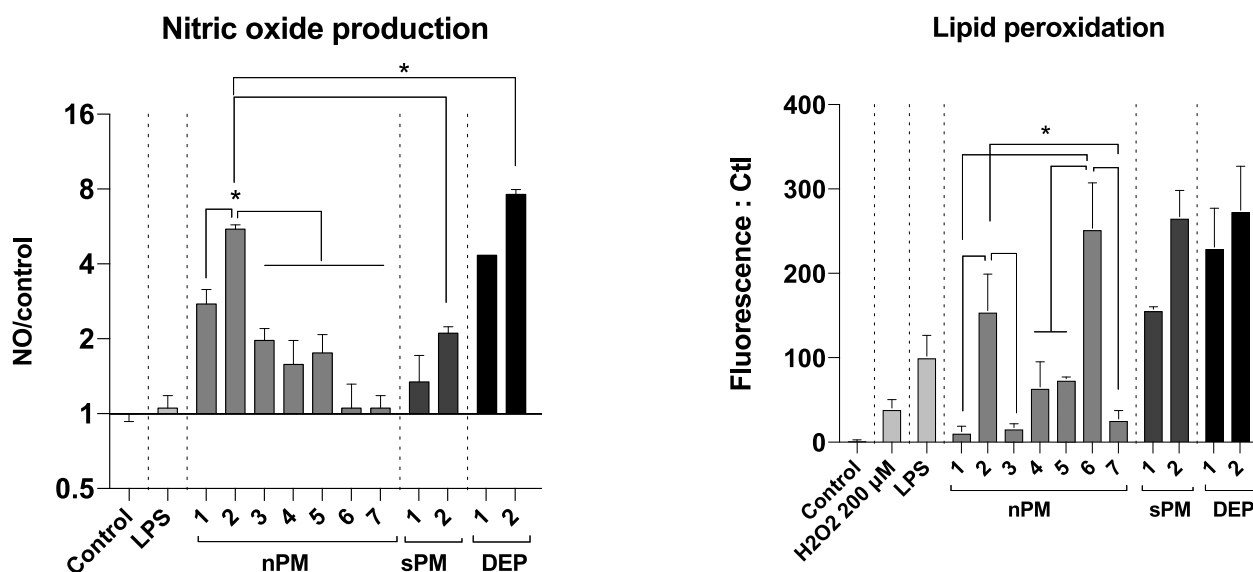 Nitric oxide production
*
16
8
*
4
2
1
0.5
NO/control
Control
LPS
1 2 3 4 5 6 7
1 2
1 2
nPM
sPM
DEP
Lipid peroxidation
400
*
300
200
100
0
Fluorescence : Ctl
Control
H2O2 2000 µM
LPS
1 2 3 4 5 6 7
1 2
1 2
nPM
sPM
DEP